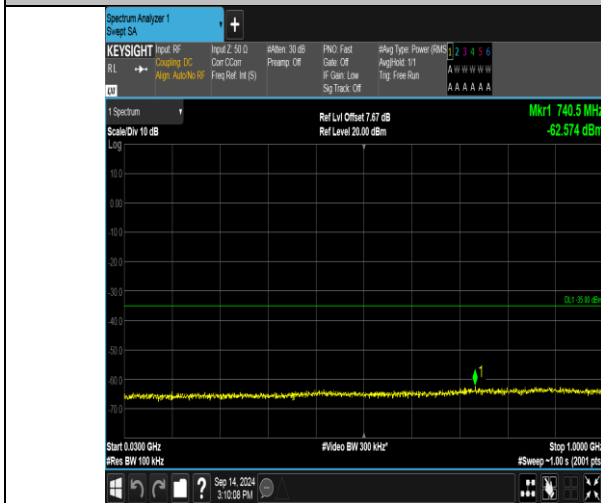 Spectrum Analyzer 1
Swept SA
+
KEYSIGHT
RL
Input: RF
Coupling: DC
Align: Auto/No RF
Input Z: 50 Ω
Corr CCorr
Freq Ref: Int (S)
#Atten: 30 dB
Preamp: Off
PNO: Fast
Gate: Off
IF Gain: Low
Sig Track: Off
#Avg Type: Power (RMS
Avg|Hold: 1/1
Trig: Free Run
1 2 3 4 5 6
A W W W W W
A A A A A A
1 Spectrum
Scale/Div 10 dB
Log
Ref Lvl Offset 7.67 dB
Ref Level 20.00 dBm
Mkr1 740.5 MHz
-62.574 dBm
10.0
0.00
-10.0
-20.0
-30.0
DL1 -35.00 dBm
-40.0
-50.0
-60.0
1
-70.0
Start 0.0300 GHz
#Res BW 100 kHz
#Video BW 300 kHz*
Stop 1.0000 GHz
#Sweep ~1.00 s (2001 pts
?
Sep 14, 2024
3:10:08 PM